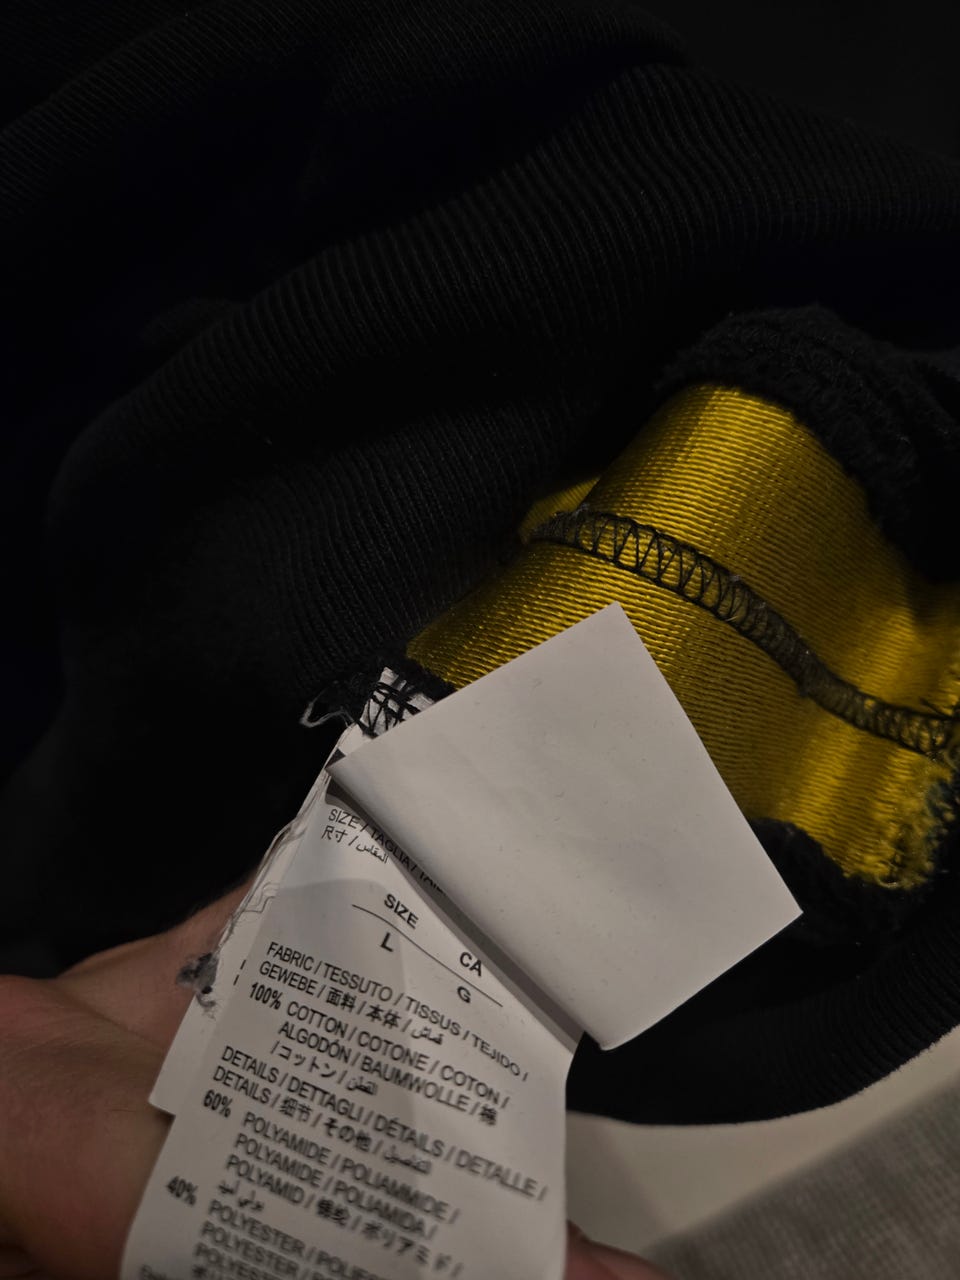 SIZE / TAGLIA /
尺寸 / المقاس
SIZE
CA
L
G
FABRIC / TESSUTO / TISSUS / TEJIDO /
GEWEBE / 面料 / 本体 / قماش
100%
COTTON / COTONE / COTON /
ALGODÓN / BAUMWOLLE / 棉
/ コットン / القطن
DETAILS / DETTAGLI / DÉTAILS / DETALLE /
DETAILS / 细节 / その他 / التفاصيل
60%
POLYAMIDE / POLIAMMIDE /
POLYAMIDE / POLIAMIDA /
POLYAMID / 锦纶 / ポリアミド /
بولي أميد
40%
POLYESTER /
POLYESTER /